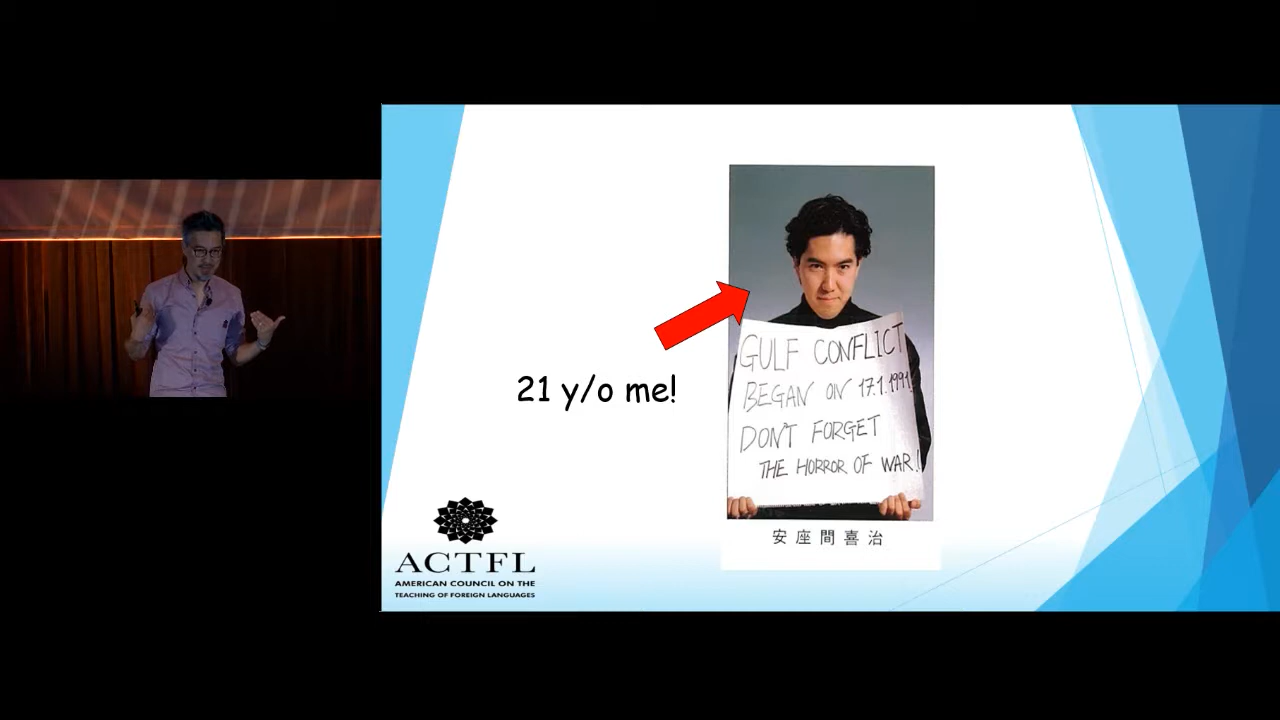 21 y/o me!
GULF CONFLICT
BEGAN ON 17.1.1991!
DON'T FORGET
THE HORROR OF WAR!
安座間喜治
ACTFL
AMERICAN COUNCIL ON THE
TEACHING OF FOREIGN LANGUAGES